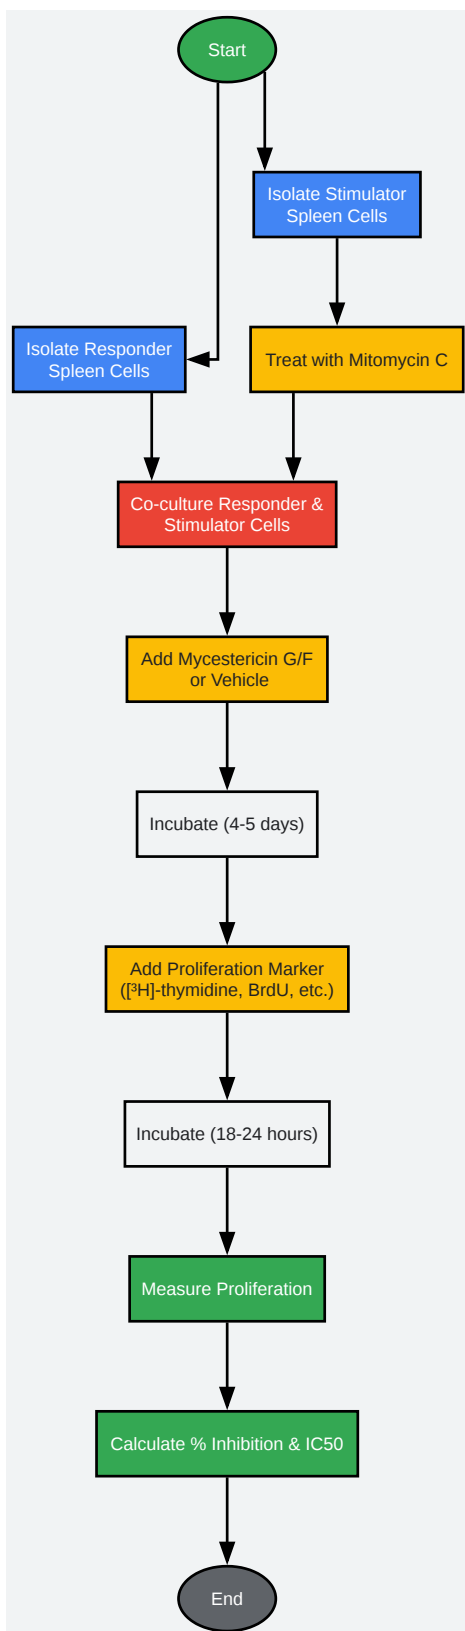 Start
Isolate Stimulator
Spleen Cells
Isolate Responder
Spleen Cells
Treat with Mitomycin C
Co-culture Responder &
Stimulator Cells
Add Mycestericin G/F
or Vehicle
Incubate (4-5 days)
Add Proliferation Marker
([³H]-thymidine, BrdU, etc.)
Incubate (18-24 hours)
Measure Proliferation
Calculate % Inhibition & IC50
End